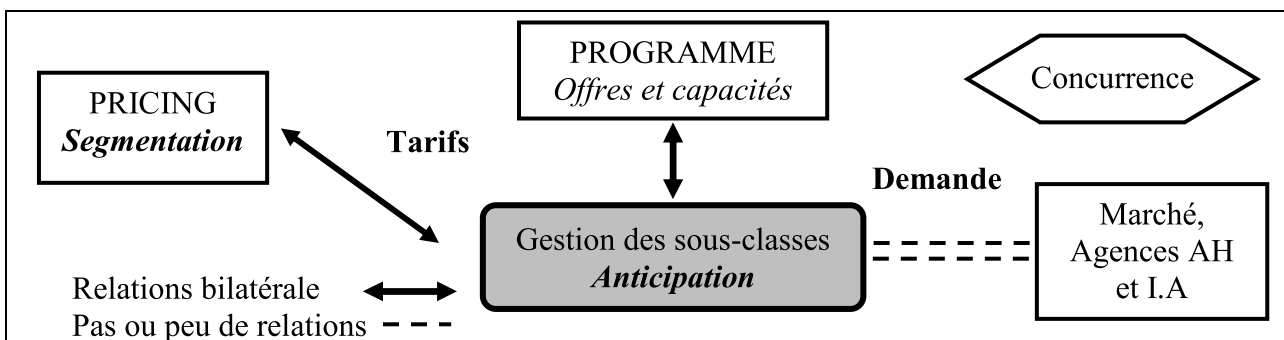 PROGRAMME
Offres et capacités
Concurrence
PRICING
Segmentation
Tarifs
Demande
Gestion des sous-classes
Anticipation
Marché,
Agences AH
et I.A
Relations bilatérale
Pas ou peu de relations